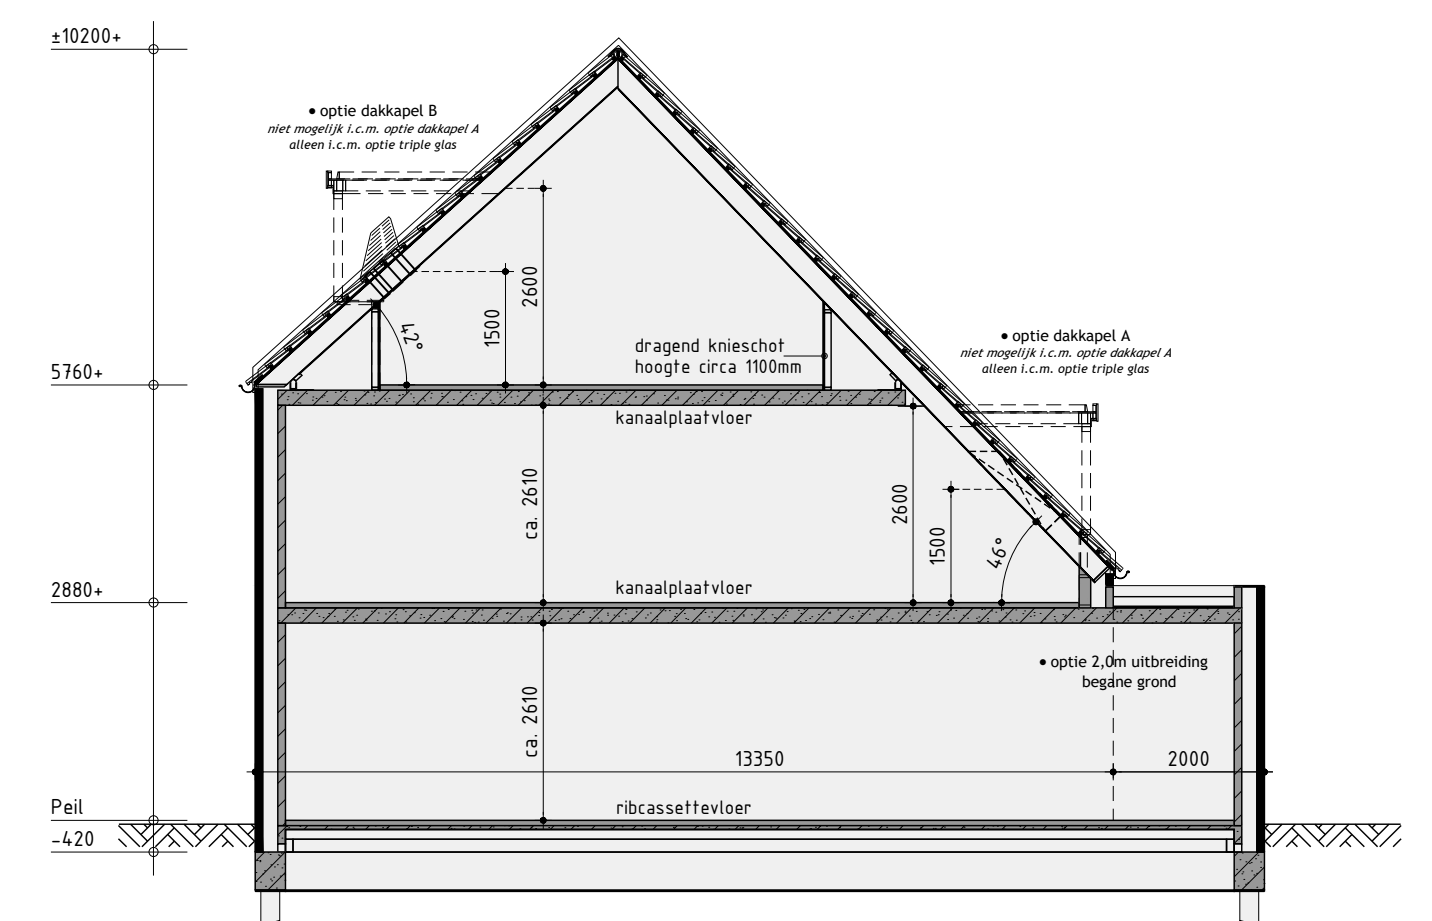 ±10200+
• optie dakkapel B
niet mogelijk i.c.m. optie dakkapel A
alleen i.c.m. optie triple glas
2600
1500
42°
dragend knieschot
hoogte circa 1100mm
• optie dakkapel A
niet mogelijk i.c.m. optie dakkapel A
alleen i.c.m. optie triple glas
5760+
kanaalplaatvloer
ca. 2610
2600
1500
46°
kanaalplaatvloer
2880+
• optie 2,0m uitbreiding
begane grond
ca. 2610
13350
2000
Peil
ribcassettevloer
-420